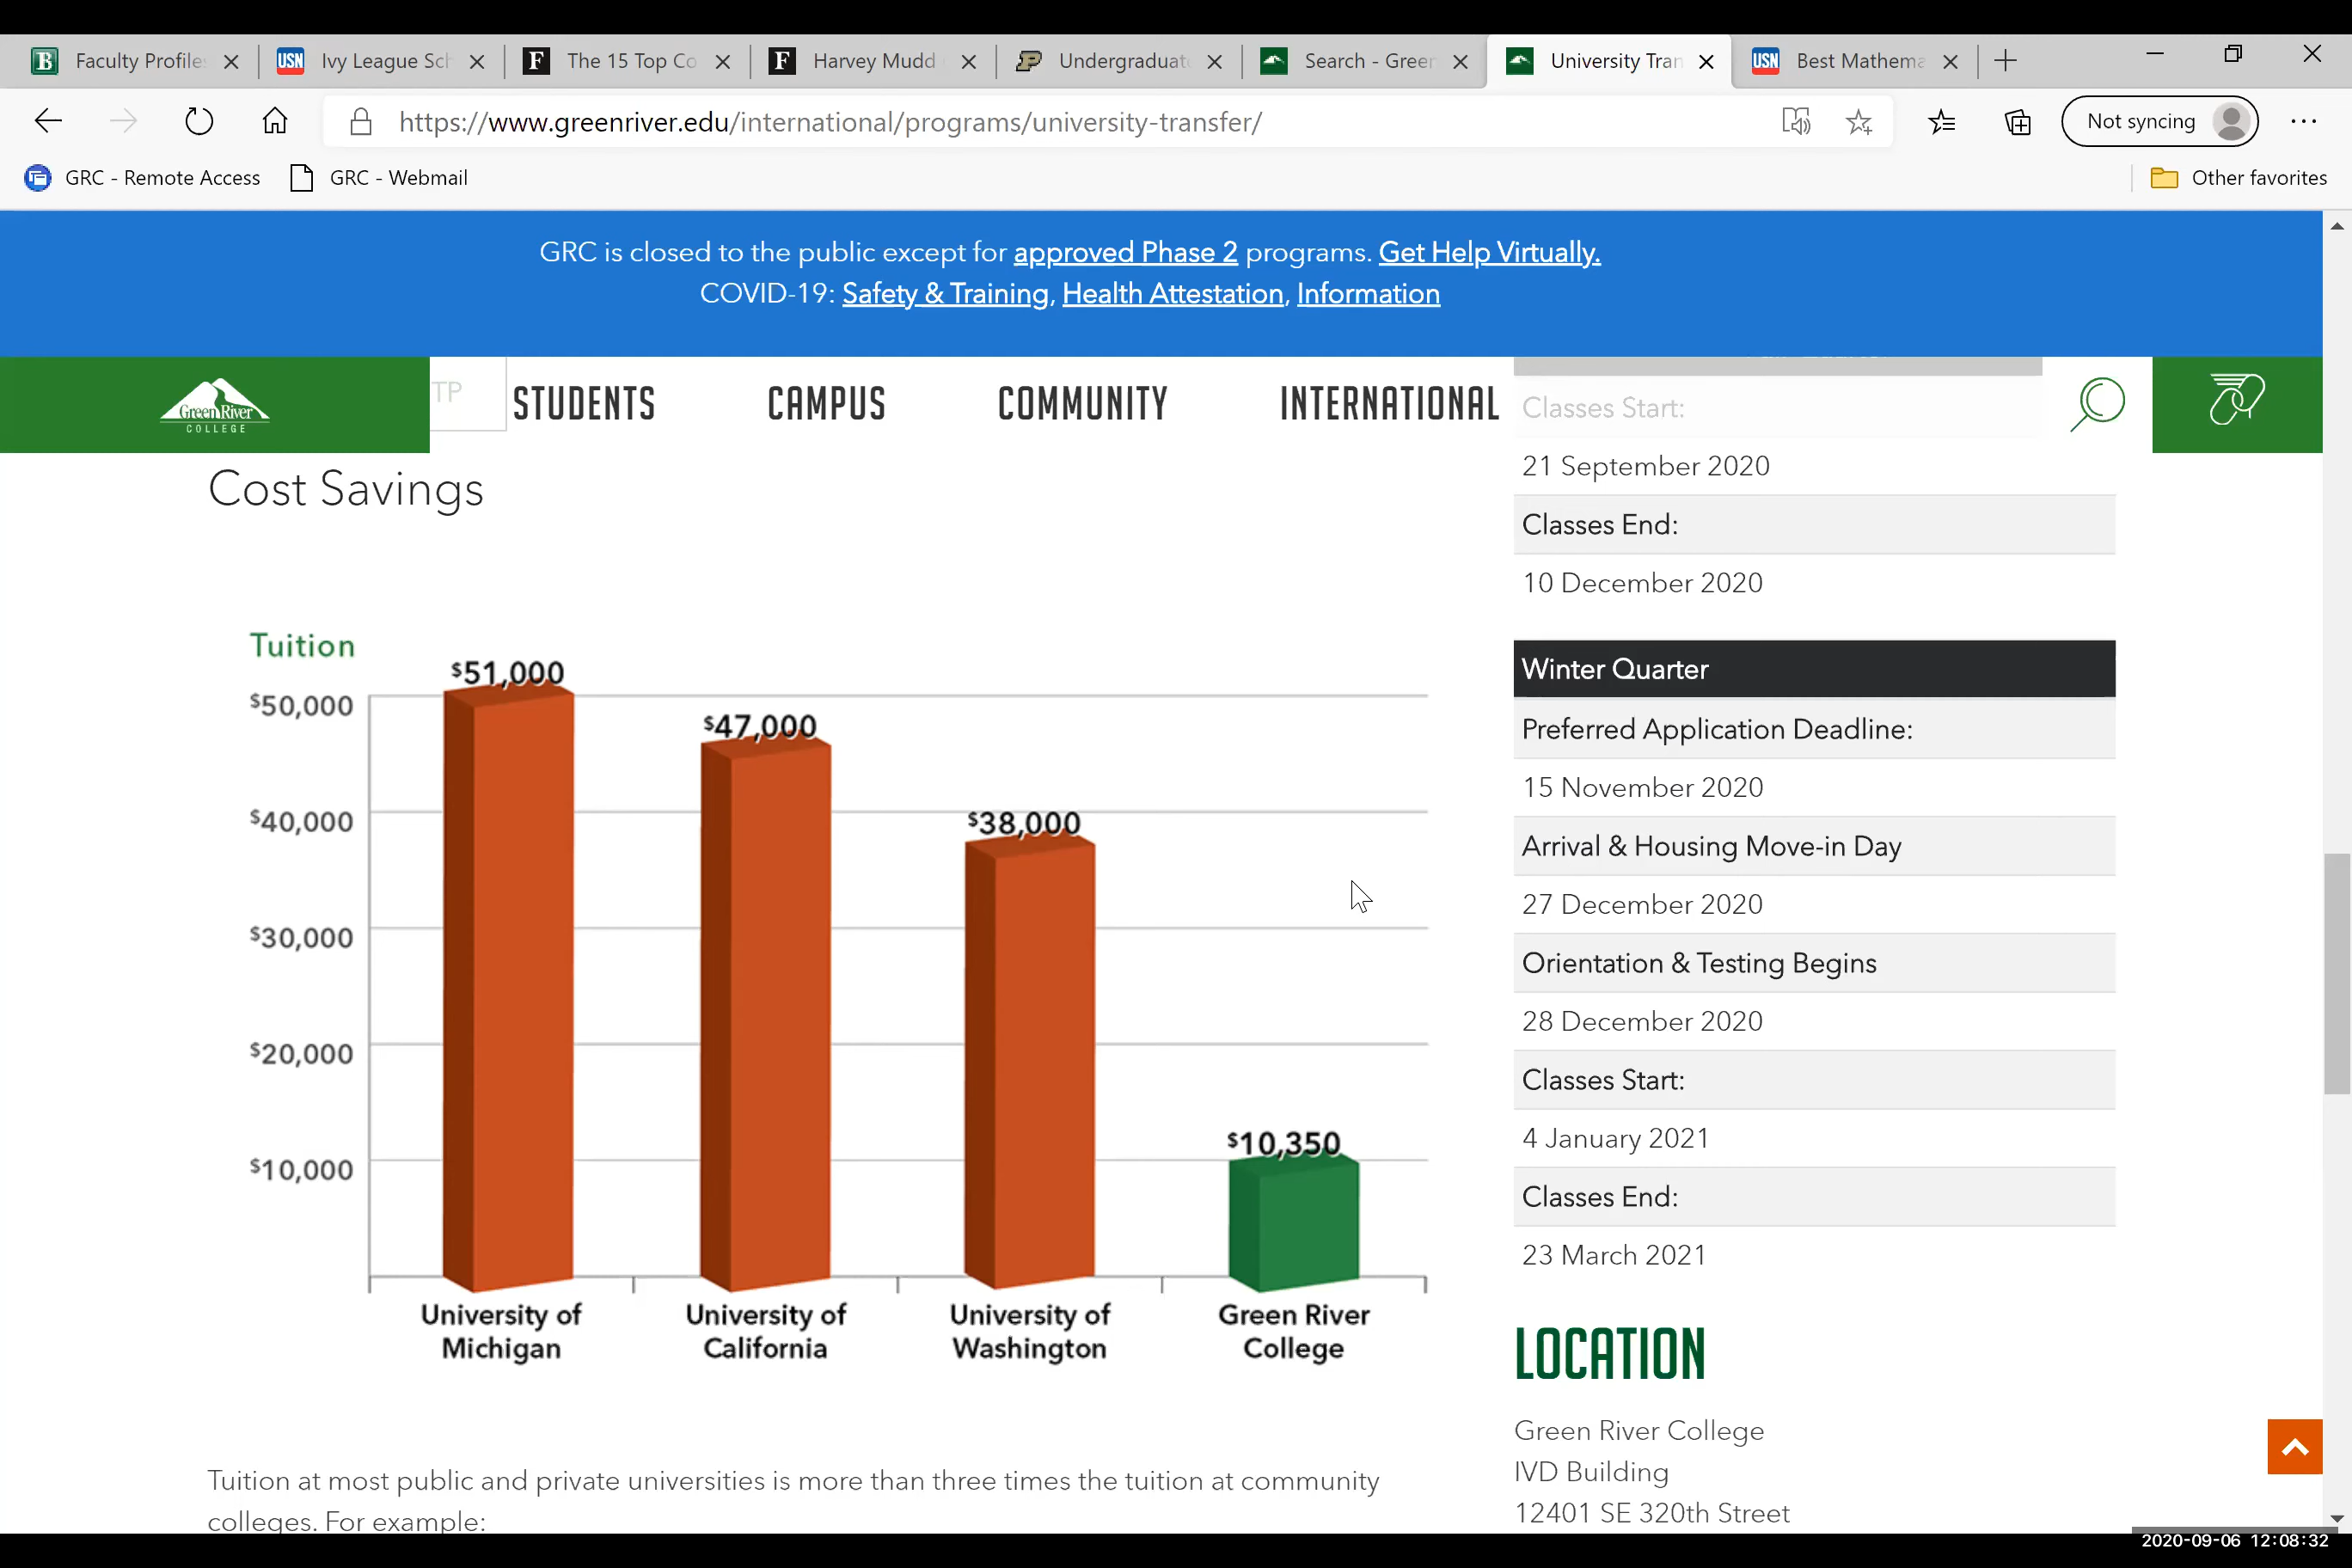 Faculty Profile
Ivy League Sch
The 15 Top Co
Harvey Mudd
Undergraduat
Search - Greer
University Tran
Best Mathema
https://www.greenriver.edu/international/programs/university-transfer/
Not syncing
GRC - Remote Access
GRC - Webmail
Other favorites
GRC is closed to the public except for approved Phase 2 programs. Get Help Virtually.
COVID-19: Safety & Training, Health Attestation, Information
Green River
COLLEGE
TP
STUDENTS
CAMPUS
COMMUNITY
INTERNATIONAL
Cost Savings
Tuition
$50,000
$40,000
$30,000
$20,000
$10,000
$51,000
$47,000
$38,000
$10,350
University of
Michigan
University of
California
University of
Washington
Green River
College
Tuition at most public and private universities is more than three times the tuition at community
colleges. For example:
Classes Start:
21 September 2020
Classes End:
10 December 2020
Winter Quarter
Preferred Application Deadline:
15 November 2020
Arrival & Housing Move-in Day
27 December 2020
Orientation & Testing Begins
28 December 2020
Classes Start:
4 January 2021
Classes End:
23 March 2021
LOCATION
Green River College
IVD Building
12401 SE 320th Street
2020-09-06 12:08:32